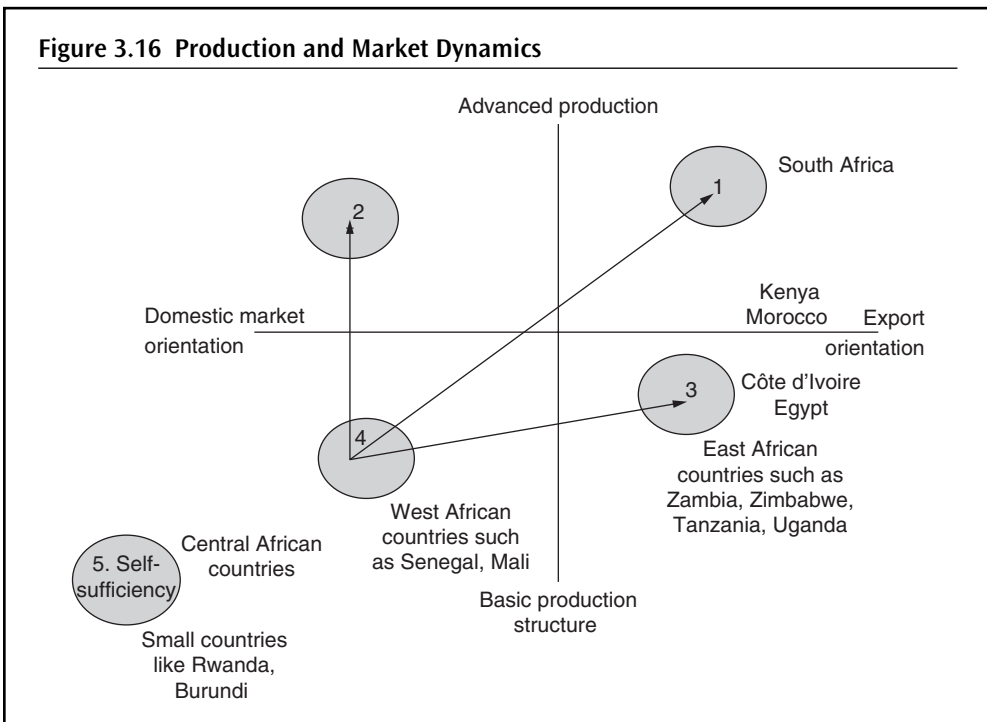 Figure 3.16 Production and Market Dynamics
Advanced production
South Africa
1
2
Kenya
Morocco
Domestic market
orientation
Export
orientation
Côte d'Ivoire
Egypt
3
East African
countries such as
Zambia, Zimbabwe,
Tanzania, Uganda
4
West African
countries such
as Senegal, Mali
Central African
countries
5. Self-
sufficiency
Basic production
structure
Small countries
like Rwanda,
Burundi